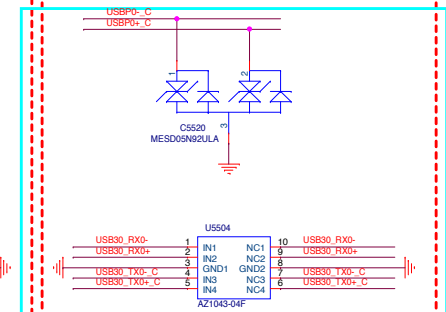 USBP0-_C
USBP0+_C
1
2
3
C5520
MESD05N92ULA
U5504
USB30_RX0- 1 IN1 NC1 10 USB30_RX0-
USB30_RX0+ 2 IN2 NC2 9 USB30_RX0+
3 GND1 GND2 8
USB30_TX0-_C 4 IN3 NC3 7 USB30_TX0-_C
USB30_TX0+_C 5 IN4 NC4 6 USB30_TX0+_C
AZ1043-04F